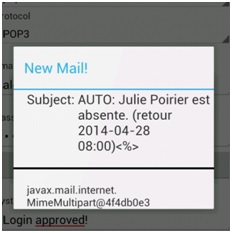 otocol
POP3
New Mail!
Subject: AUTO: Julie Poirier est
absente. (retour
2014-04-28
08:00)<%>
javax.mail.internet.
MimeMultipart@4f4db0e3
Login approved!